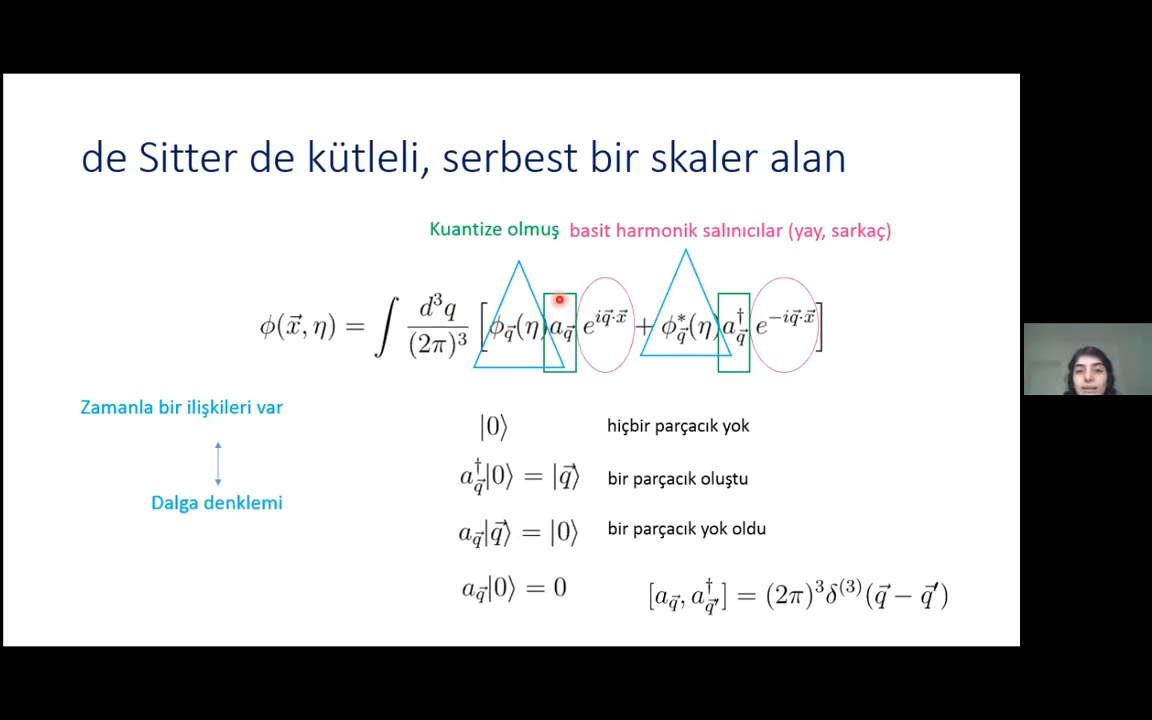 de Sitter de kütleli, serbest bir skaler alan
Kuantize olmuş basit harmonik salınıcılar (yay, sarkaç)
ϕ(x⃗, η) = ∫ d³q/(2π)³ [ϕ_q⃗(η) a_q⃗ e^{iq⃗·x⃗} + ϕ*_q⃗(η) a†_q⃗ e^{−iq⃗·x⃗}]
Zamanla bir ilişkileri var
Dalga denklemi
|0⟩ hiçbir parçacık yok
a†_q⃗|0⟩ = |q⃗⟩ bir parçacık oluştu
a_q⃗|q⃗⟩ = |0⟩ bir parçacık yok oldu
a_q⃗|0⟩ = 0
[a_q⃗, a†_q⃗′] = (2π)³δ⁽³⁾(q⃗ − q⃗′)